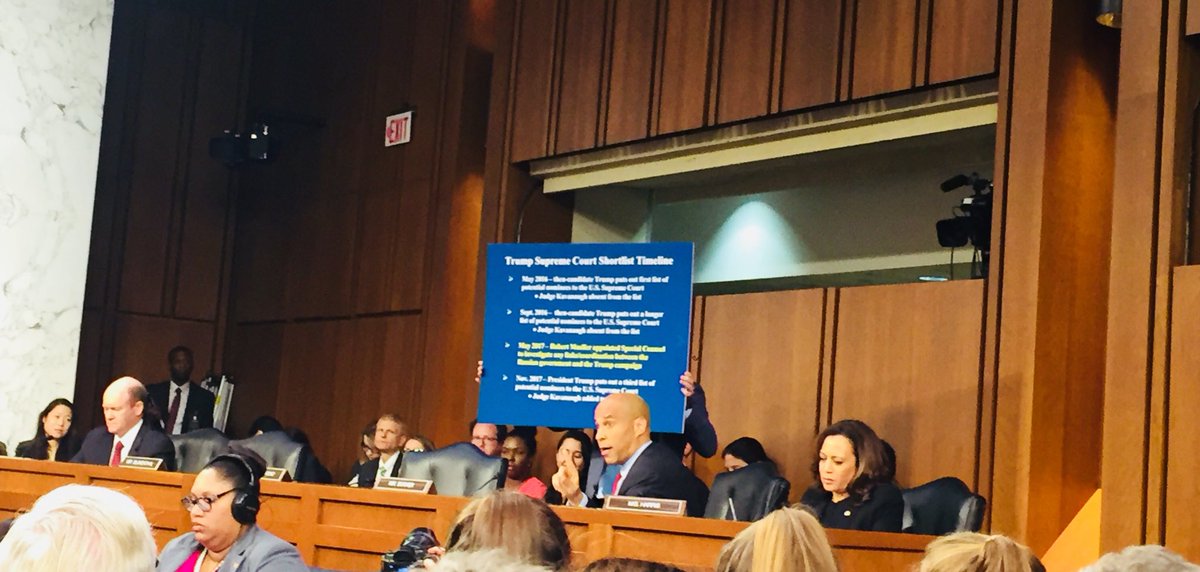 EXIT
Trump Supreme Court Shortlist Timeline
May 2016 – then-candidate Trump puts out first list of
potential nominees to the U.S. Supreme Court
• Judge Kavanaugh absent from the list
Sept. 2016 – then-candidate Trump puts out a longer
list of potential nominees to the U.S. Supreme Court
• Judge Kavanaugh absent from the list
May 2017 – Robert Mueller appointed Special Counsel
to investigate any links/coordination between the
Russian government and the Trump campaign
Nov. 2017 – President Trump puts out a third list of
potential nominees to the U.S. Supreme Court
• Judge Kavanaugh added
MS. HARRIS